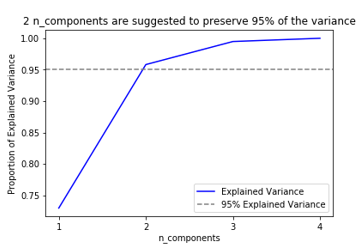 2 n_components are suggested to preserve 95% of the variance
1.00
0.95
0.90
0.85
0.80
0.75
Proportion of Explained Variance
Explained Variance
95% Explained Variance
1 2 3 4
n_components